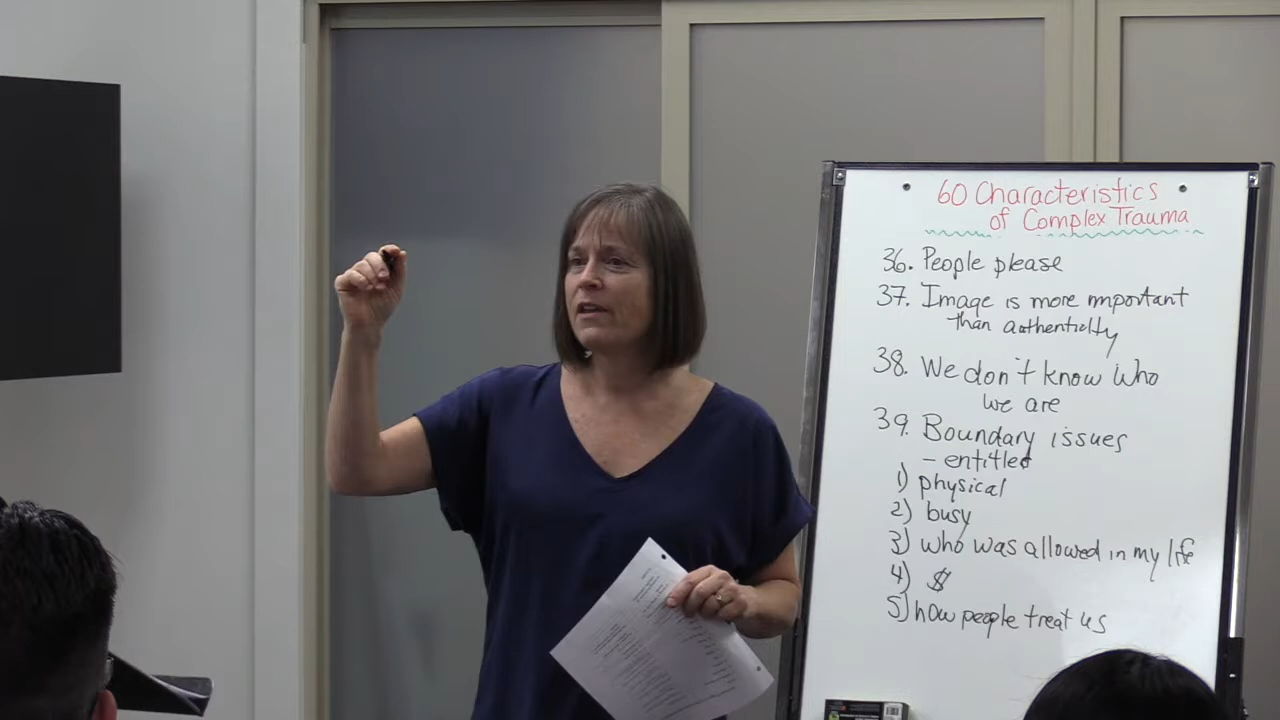 60 Characteristics
of Complex Trauma
36. People please
37. Image is more important
than authenticity
38. We don't know who
we are
39. Boundary issues
- entitled
1) physical
2) busy
3) who was allowed in my life
4) $
5) how people treat us